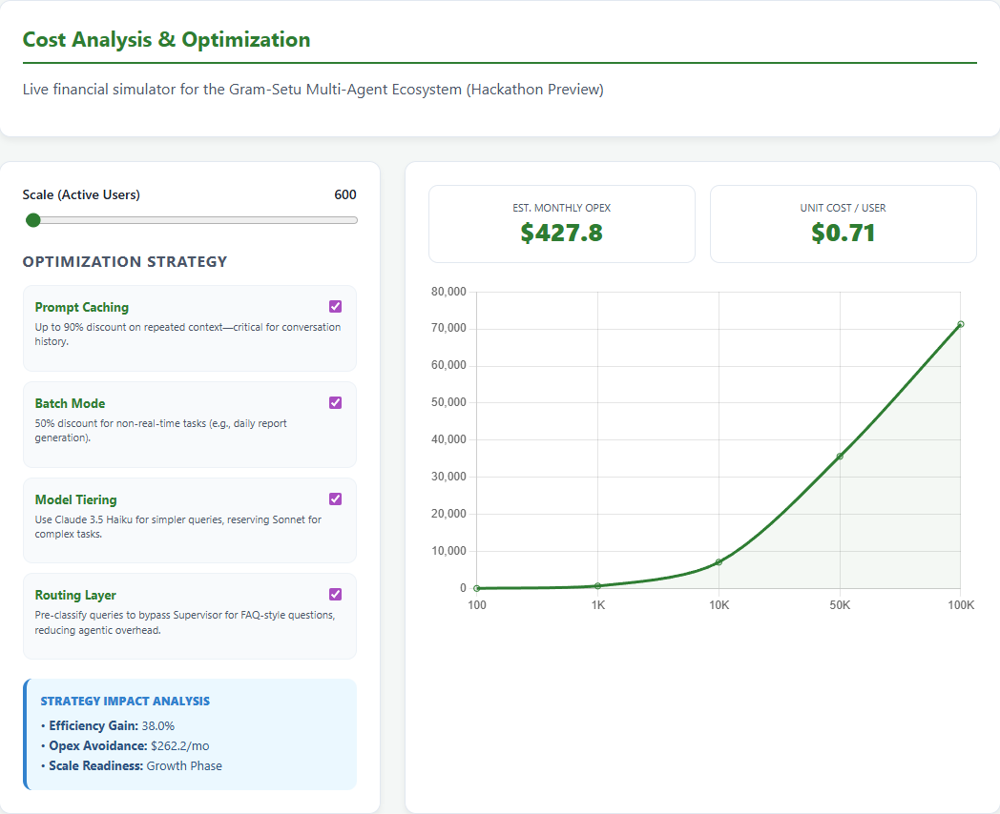 Cost Analysis & Optimization
Live financial simulator for the Gram-Setu Multi-Agent Ecosystem (Hackathon Preview)
Scale (Active Users) 600
OPTIMIZATION STRATEGY
Prompt Caching
Up to 90% discount on repeated context—critical for conversation
history.
Batch Mode
50% discount for non-real-time tasks (e.g., daily report
generation).
Model Tiering
Use Claude 3.5 Haiku for simpler queries, reserving Sonnet for
complex tasks.
Routing Layer
Pre-classify queries to bypass Supervisor for FAQ-style questions,
reducing agentic overhead.
STRATEGY IMPACT ANALYSIS
• Efficiency Gain: 38.0%
• Opex Avoidance: $262.2/mo
• Scale Readiness: Growth Phase
EST. MONTHLY OPEX
$427.8
UNIT COST / USER
$0.71
80,000
70,000
60,000
50,000
40,000
30,000
20,000
10,000
0
100 1K 10K 50K 100K